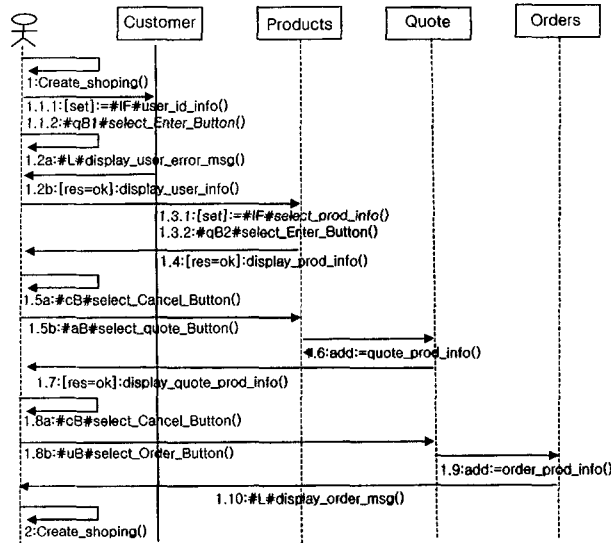 Customer
Products
Quote
Orders
1:Create_shoping()
1.1.1:[set]:=#IF#user_id_info()
1.1.2:#qB1#select_Enter_Button()
1.2a:#L#display_user_error_msg()
1.2b:[res=ok]:display_user_info()
1.3.1:[set]:=#IF#select_prod_info()
1.3.2:#qB2#select_Enter_Button()
1.4:[res=ok]:display_prod_info()
1.5a:#cB#select_Cancel_Button()
1.5b:#aB#select_quote_Button()
1.6:add:=quote_prod_info()
1.7:[res=ok]:display_quote_prod_info()
1.8a:#cB#select_Cancel_Button()
1.8b:#uB#select_Order_Button()
1.9:add:=order_prod_info()
1.10:#L#display_order_msg()
2:Create_shoping()